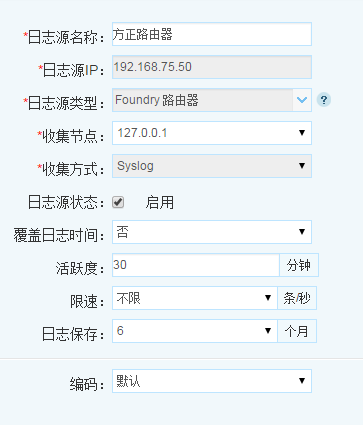 *日志源名称： 方正路由器
*日志源IP： 192.168.75.50
*日志源类型： Foundry 路由器 ?
*收集节点： 127.0.0.1
*收集方式： Syslog
日志源状态： 启用
覆盖日志时间： 否
活跃度： 30 分钟
限速： 不限 条/秒
日志保存： 6 个月
编码： 默认